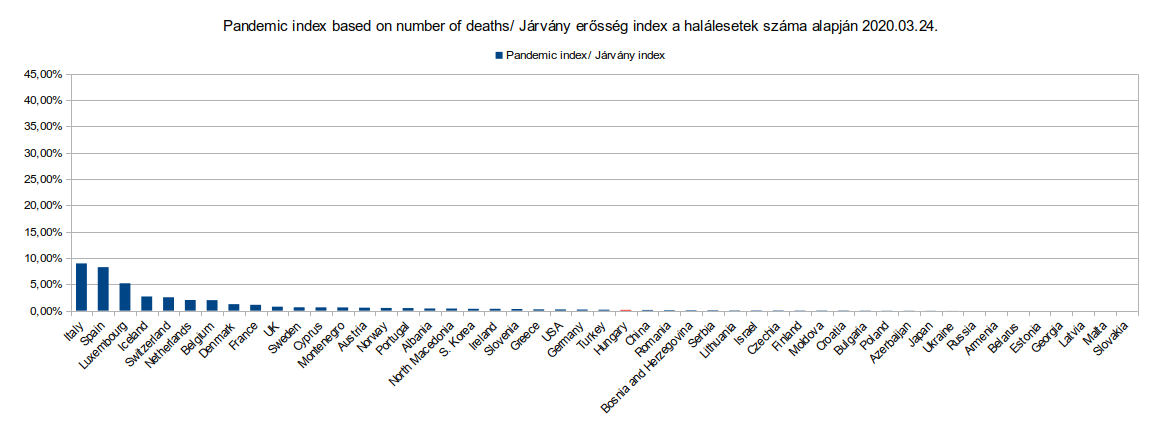 Pandemic index based on number of deaths/ Járvány erősség index a halálesetek száma alapján 2020.03.24.
Pandemic index/ Járvány index
45,00%
40,00%
35,00%
30,00%
25,00%
20,00%
15,00%
10,00%
5,00%
0,00%
Italy
Spain
Luxembourg
Iceland
Switzerland
Netherlands
Belgium
Denmark
France
UK
Sweden
Cyprus
Montenegro
Austria
Norway
Portugal
Albania
North Macedonia
S. Korea
Ireland
Slovenia
Greece
USA
Germany
Turkey
Hungary
China
Romania
Bosnia and Herzegovina
Serbia
Lithuania
Israel
Czechia
Finland
Moldova
Croatia
Bulgaria
Poland
Azerbaijan
Japan
Ukraine
Russia
Armenia
Belarus
Estonia
Georgia
Latvia
Malta
Slovakia